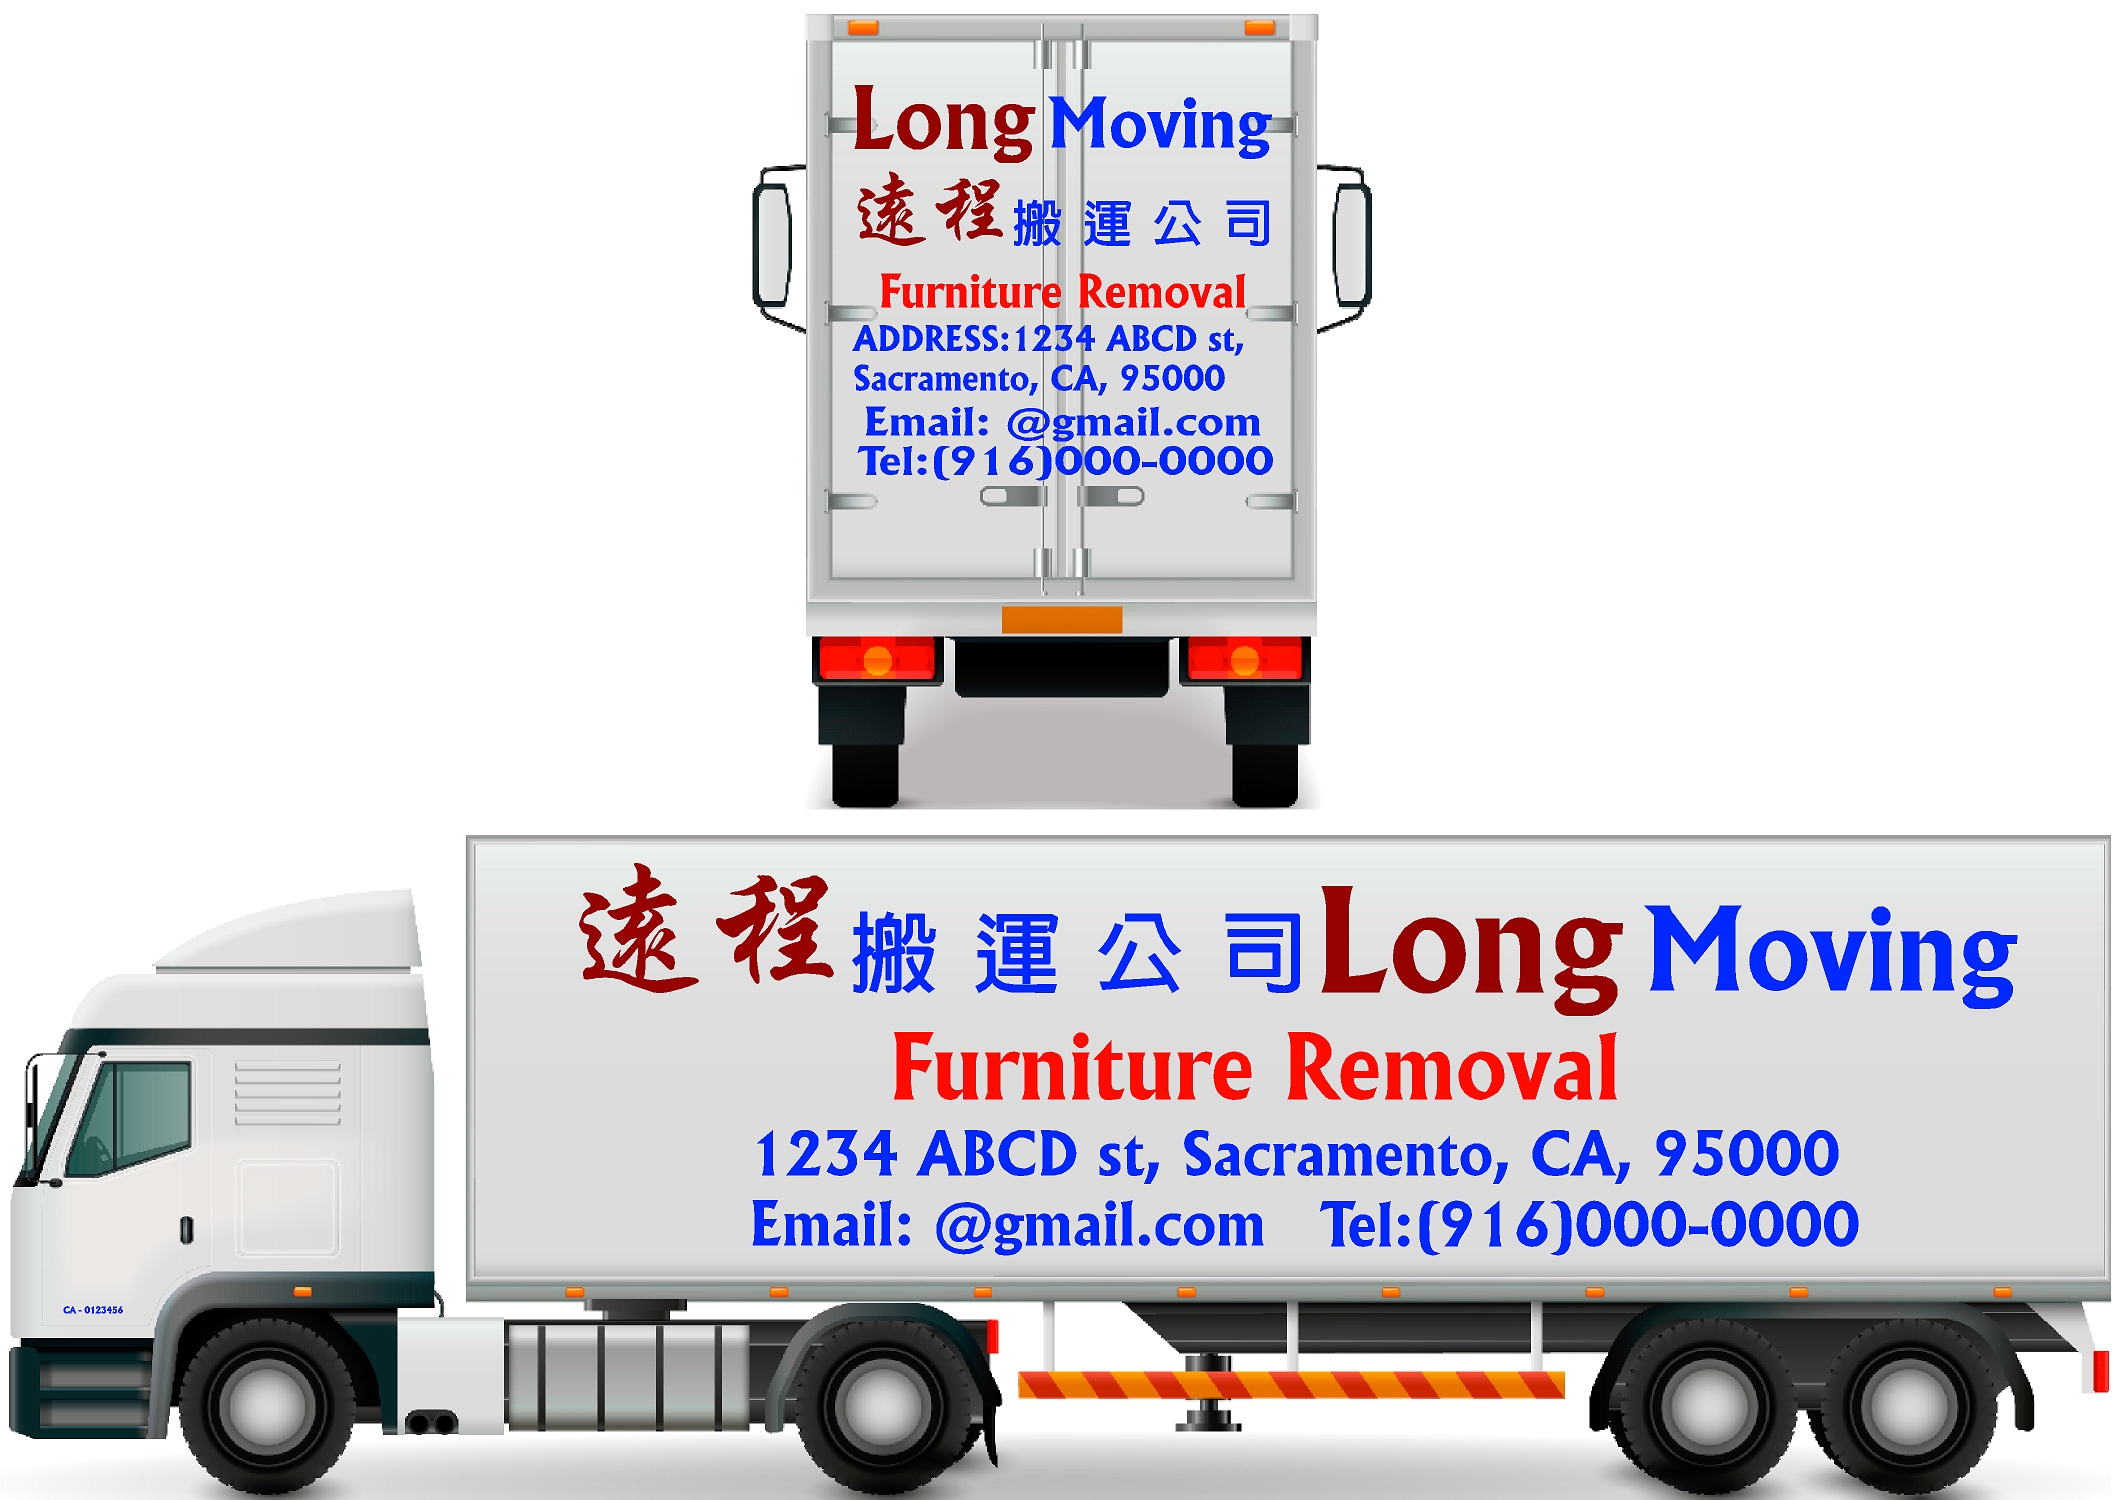 Long Moving
遠程搬運公司
Furniture Removal
ADDRESS:1234 ABCD st,
Sacramento, CA, 95000
Email: @gmail.com
Tel:(916)000-0000
遠程搬運公司Long Moving
Furniture Removal
1234 ABCD st, Sacramento, CA, 95000
Email: @gmail.com Tel:(916)000-0000
CA - 0123456